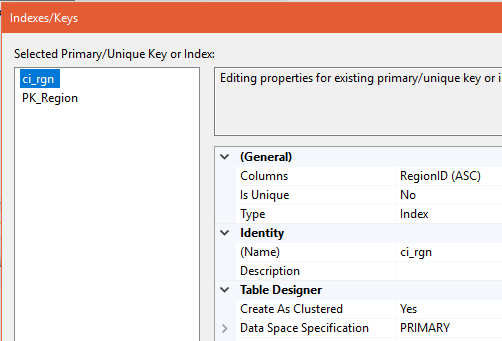 Indexes/Keys
Selected Primary/Unique Key or Index:
ci_rgn
PK_Region
Editing properties for existing primary/unique key or i
(General)
Columns RegionID (ASC)
Is Unique No
Type Index
Identity
(Name) ci_rgn
Description
Table Designer
Create As Clustered Yes
Data Space Specification PRIMARY